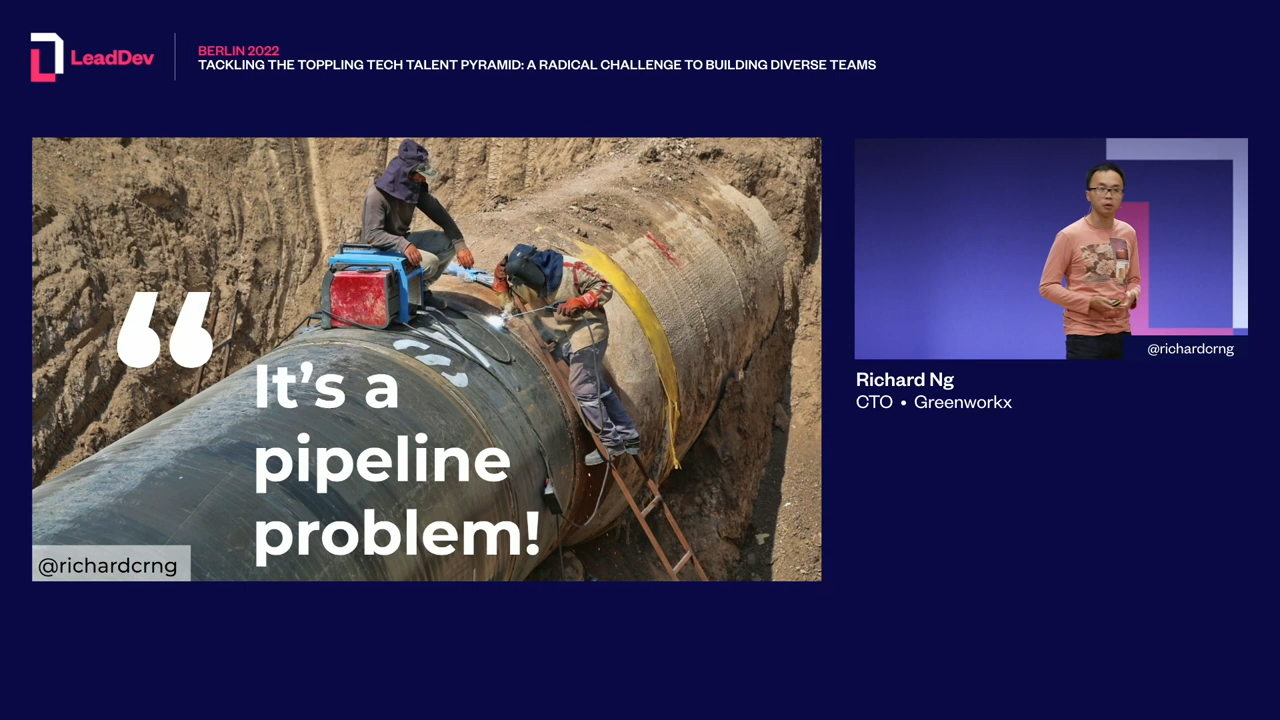 LeadDev
BERLIN 2022
TACKLING THE TOPPLING TECH TALENT PYRAMID: A RADICAL CHALLENGE TO BUILDING DIVERSE TEAMS
“
It’s a
pipeline
problem!
@richardcrng
@richardcrng
Richard Ng
CTO • Greenworkx